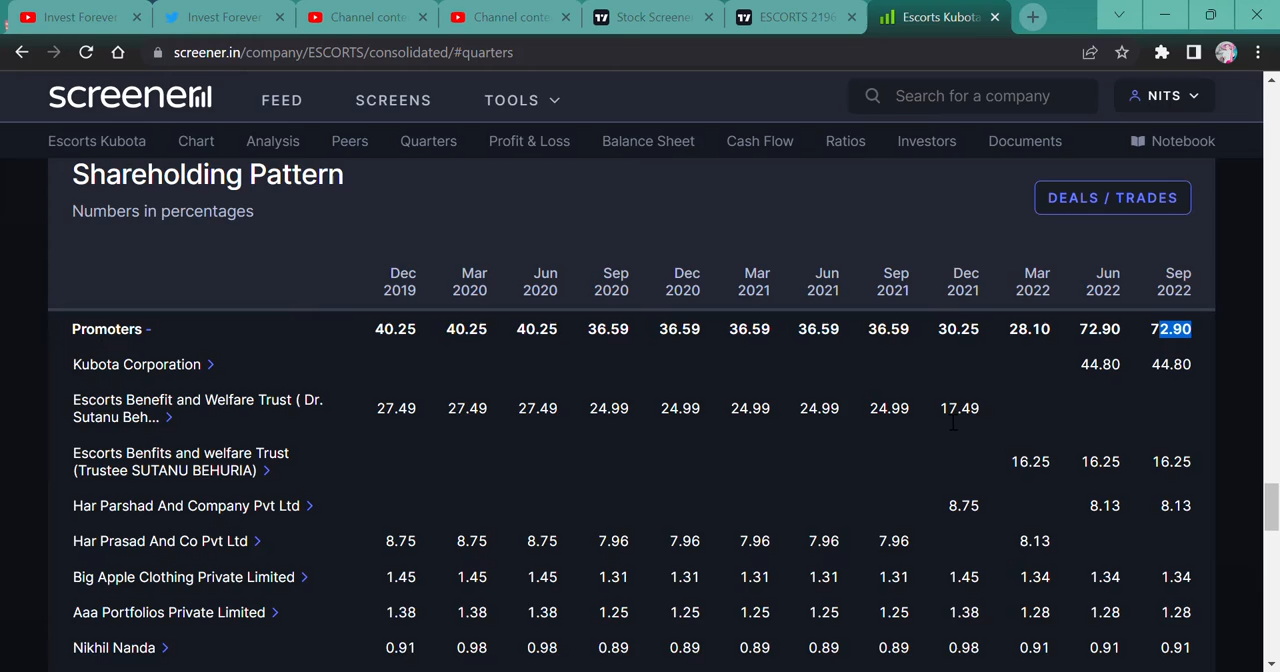 Invest Forever
Invest Forever
Channel conte
Channel conte
Stock Screener
ESCORTS 2196
Escorts Kubota
screener.in/company/ESCORTS/consolidated/#quarters
screener
FEED
SCREENS
TOOLS
Search for a company
NITS
Escorts Kubota
Chart
Analysis
Peers
Quarters
Profit & Loss
Balance Sheet
Cash Flow
Ratios
Investors
Documents
Notebook
Shareholding Pattern
Numbers in percentages
DEALS / TRADES
Dec 2019 Mar 2020 Jun 2020 Sep 2020 Dec 2020 Mar 2021 Jun 2021 Sep 2021 Dec 2021 Mar 2022 Jun 2022 Sep 2022
Promoters - 40.25 40.25 40.25 36.59 36.59 36.59 36.59 36.59 30.25 28.10 72.90 72.90
Kubota Corporation 44.80 44.80
Escorts Benefit and Welfare Trust ( Dr.
Sutanu Beh... 27.49 27.49 27.49 24.99 24.99 24.99 24.99 24.99 17.49
Escorts Benfits and welfare Trust
(Trustee SUTANU BEHURIA) 16.25 16.25 16.25
Har Parshad And Company Pvt Ltd 8.75 8.13 8.13
Har Prasad And Co Pvt Ltd 8.75 8.75 8.75 7.96 7.96 7.96 7.96 7.96 8.13
Big Apple Clothing Private Limited 1.45 1.45 1.45 1.31 1.31 1.31 1.31 1.31 1.45 1.34 1.34 1.34
Aaa Portfolios Private Limited 1.38 1.38 1.38 1.25 1.25 1.25 1.25 1.25 1.38 1.28 1.28 1.28
Nikhil Nanda 0.91 0.98 0.98 0.89 0.89 0.89 0.89 0.89 0.98 0.91 0.91 0.91